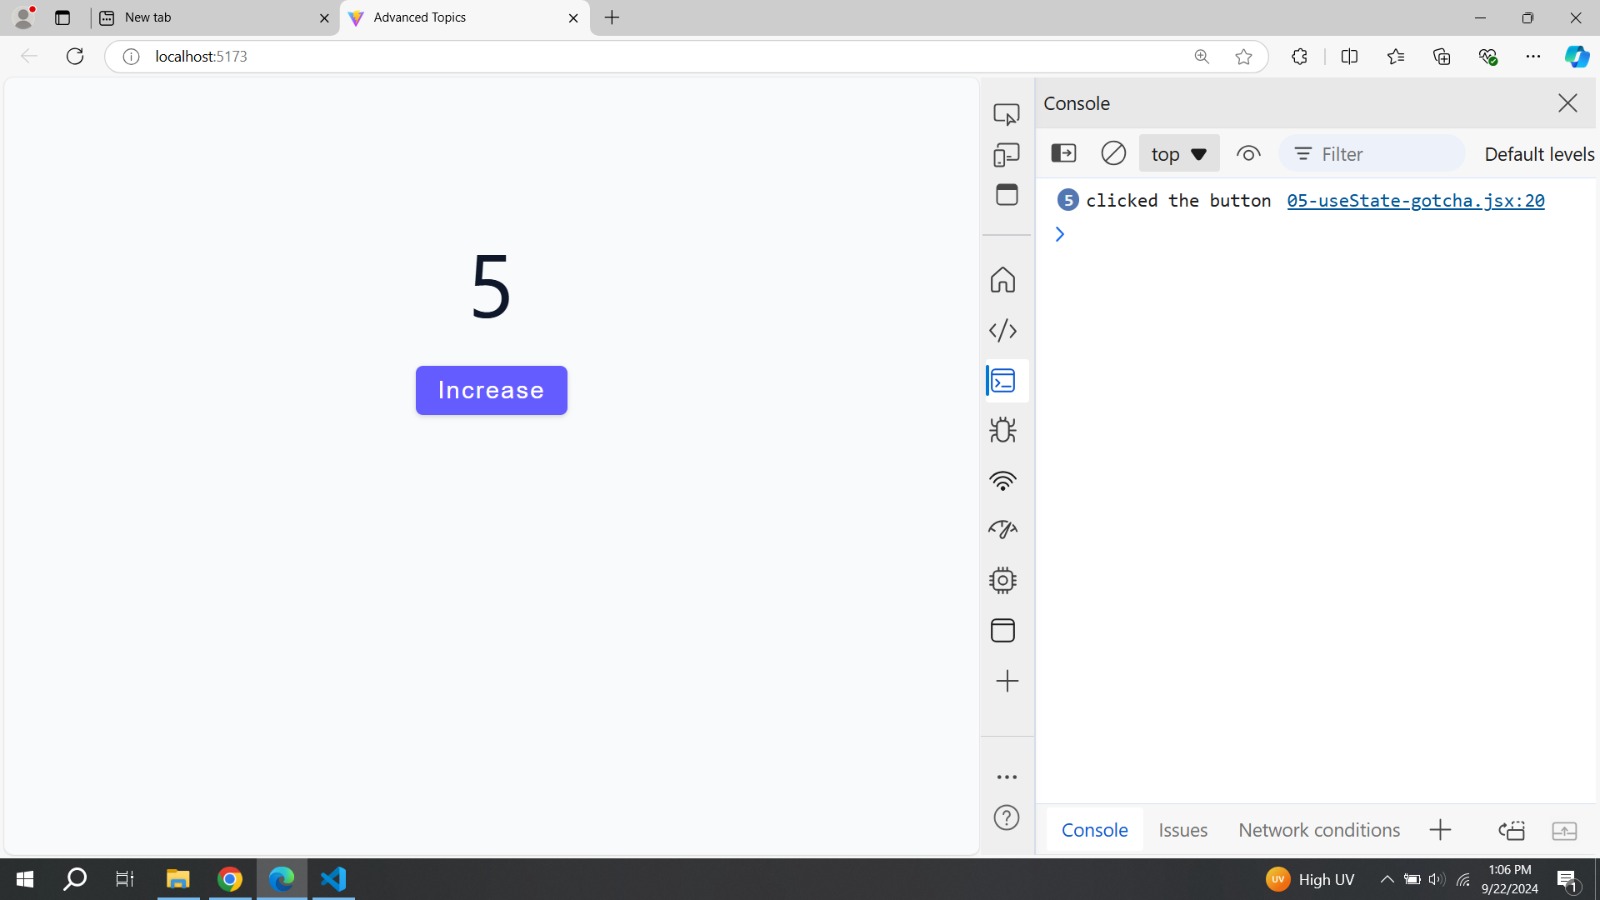 New tab
Advanced Topics
localhost:5173
Console
top
Filter
Default levels
5 clicked the button 05-useState-gotcha.jsx:20
5
Increase
Console
Issues
Network conditions
UV
High UV
1:06 PM
9/22/2024
1